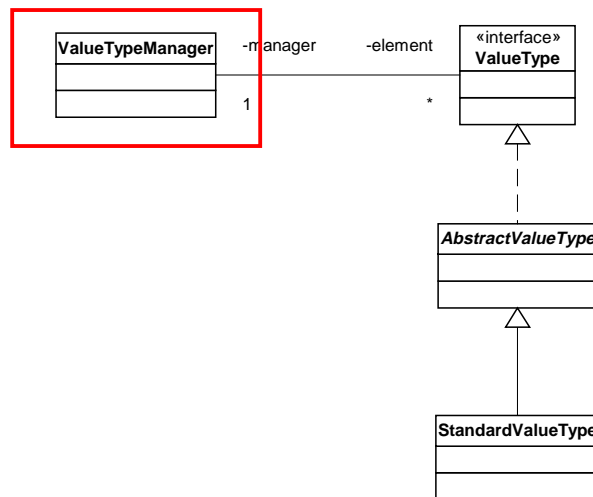 ValueTypeManager
-manager
-element
«interface»
ValueType
1
*
AbstractValueType
StandardValueType